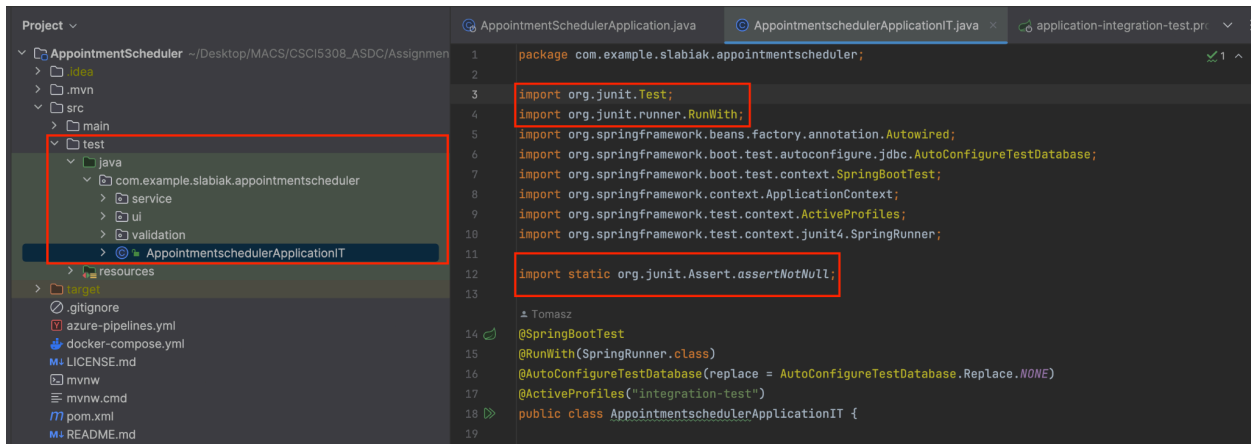 Project
AppointmentScheduler ~/Desktop/MACS/CSCI5308_ASDC/Assignmen
.idea
.mvn
src
main
test
java
com.example.slabiak.appointmentscheduler
service
ui
validation
AppointmentschedulerApplicationIT
resources
target
.gitignore
azure-pipelines.yml
docker-compose.yml
LICENSE.md
mvnw
mvnw.cmd
pom.xml
README.md
AppointmentSchedulerApplication.java
AppointmentschedulerApplicationIT.java
application-integration-test.pro
1 package com.example.slabiak.appointmentscheduler;
2
3 import org.junit.Test;
4 import org.junit.runner.RunWith;
5 import org.springframework.beans.factory.annotation.Autowired;
6 import org.springframework.boot.test.autoconfigure.jdbc.AutoConfigureTestDatabase;
7 import org.springframework.boot.test.context.SpringBootTest;
8 import org.springframework.context.ApplicationContext;
9 import org.springframework.test.context.ActiveProfiles;
10 import org.springframework.test.context.junit4.SpringRunner;
11
12 import static org.junit.Assert.assertNotNull;
13
Tomasz
14 @SpringBootTest
15 @RunWith(SpringRunner.class)
16 @AutoConfigureTestDatabase(replace = AutoConfigureTestDatabase.Replace.NONE)
17 @ActiveProfiles("integration-test")
18 public class AppointmentschedulerApplicationIT {
19
1